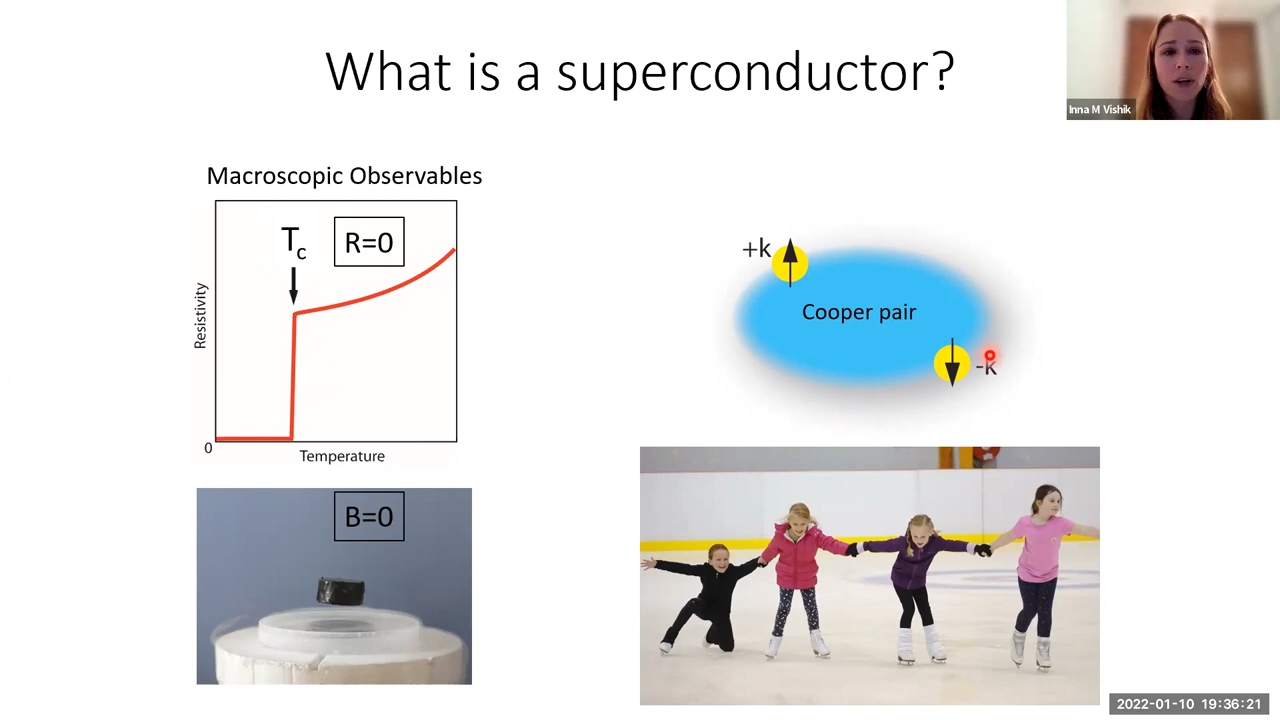 What is a superconductor?
Inna M Vishik
Macroscopic Observables
Tc
R=0
Resistivity
0
Temperature
B=0
+k
Cooper pair
-k
2022-01-10 19:36:21